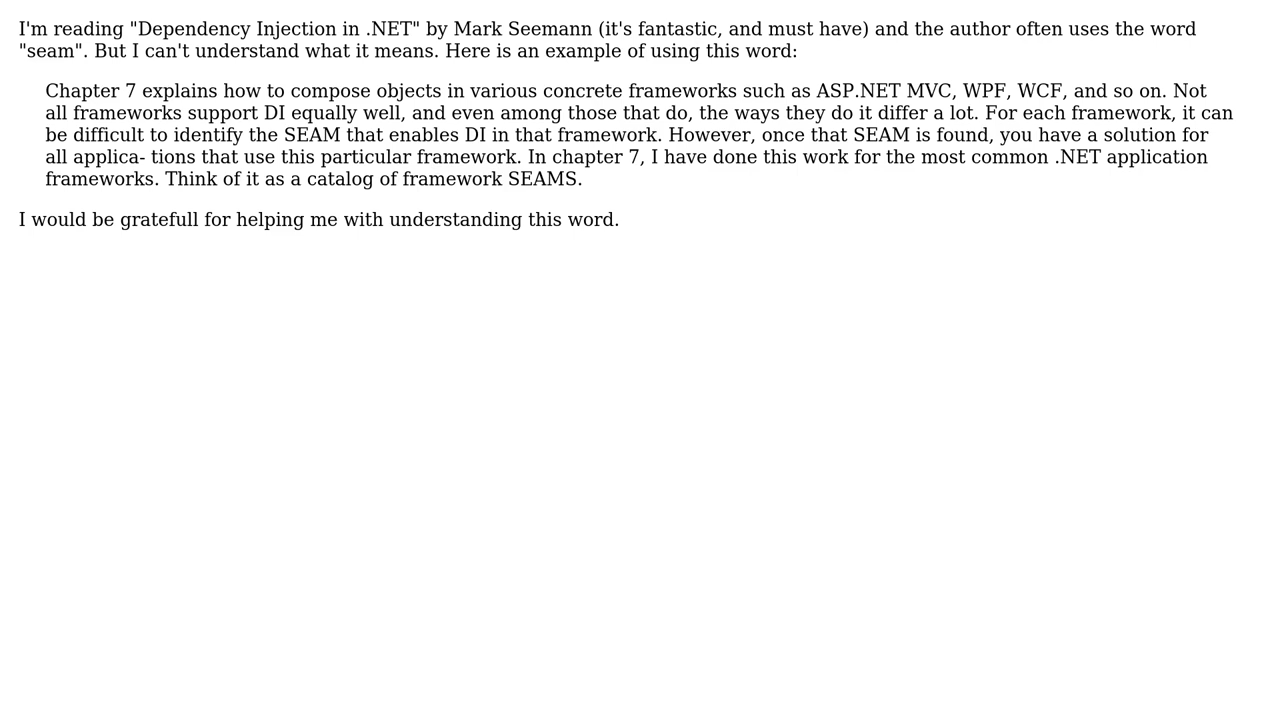 I'm reading "Dependency Injection in .NET" by Mark Seemann (it's fantastic, and must have) and the author often uses the word
"seam". But I can't understand what it means. Here is an example of using this word:
Chapter 7 explains how to compose objects in various concrete frameworks such as ASP.NET MVC, WPF, WCF, and so on. Not
all frameworks support DI equally well, and even among those that do, the ways they do it differ a lot. For each framework, it can
be difficult to identify the SEAM that enables DI in that framework. However, once that SEAM is found, you have a solution for
all applica- tions that use this particular framework. In chapter 7, I have done this work for the most common .NET application
frameworks. Think of it as a catalog of framework SEAMS.
I would be gratefull for helping me with understanding this word.